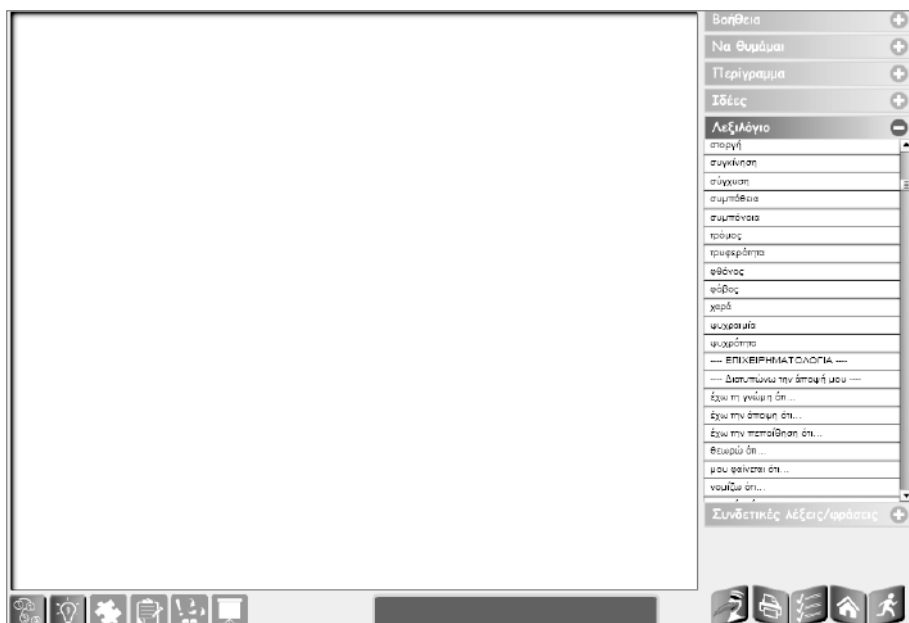 Βοήθεια
Να θυμάμαι
Περίγραμμα
Ιδέες
Λεξιλόγιο
στοργή
συγκίνηση
σύγχυση
συμπάθεια
συμπόνοια
τρόμος
τρυφερότητα
φθόνος
φόβος
χαρά
ψυχραιμία
ψυχρότητα
---- ΕΠΙΧΕΙΡΗΜΑΤΟΛΟΓΙΑ ----
---- Διατυπώνω την άποψή μου ----
έχω τη γνώμη ότι...
έχω την άποψη ότι...
έχω την πεποίθηση ότι...
θεωρώ ότι...
μου φαίνεται ότι...
νομίζω ότι...
Συνδετικές λέξεις/φράσεις